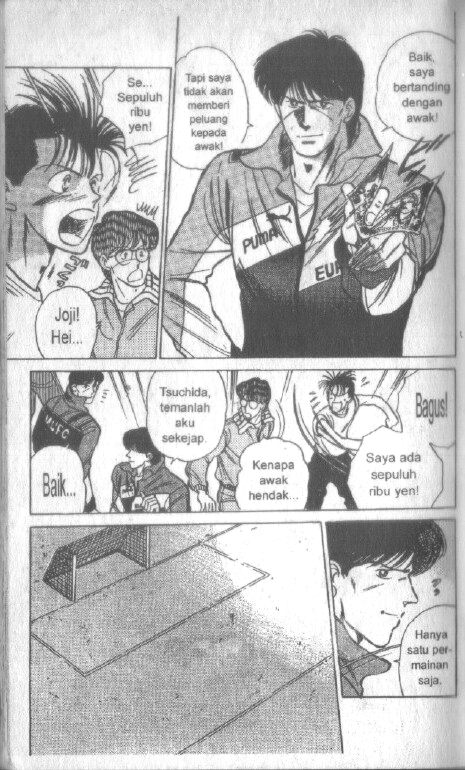 Baik,
saya
bertanding
dengan
awak!
Tapi saya
tidak akan
memberi
peluang
kepada
awak!
PUMA
EUR
Se...
Sepuluh
ribu
yen!
Joji!
Hei...
Bagus!
Saya ada
sepuluh
ribu yen!
Kenapa
awak
hendak...
Tsuchida,
temanlah
aku
sekejap.
Baik...
Hanya
satu per-
mainan
saja.